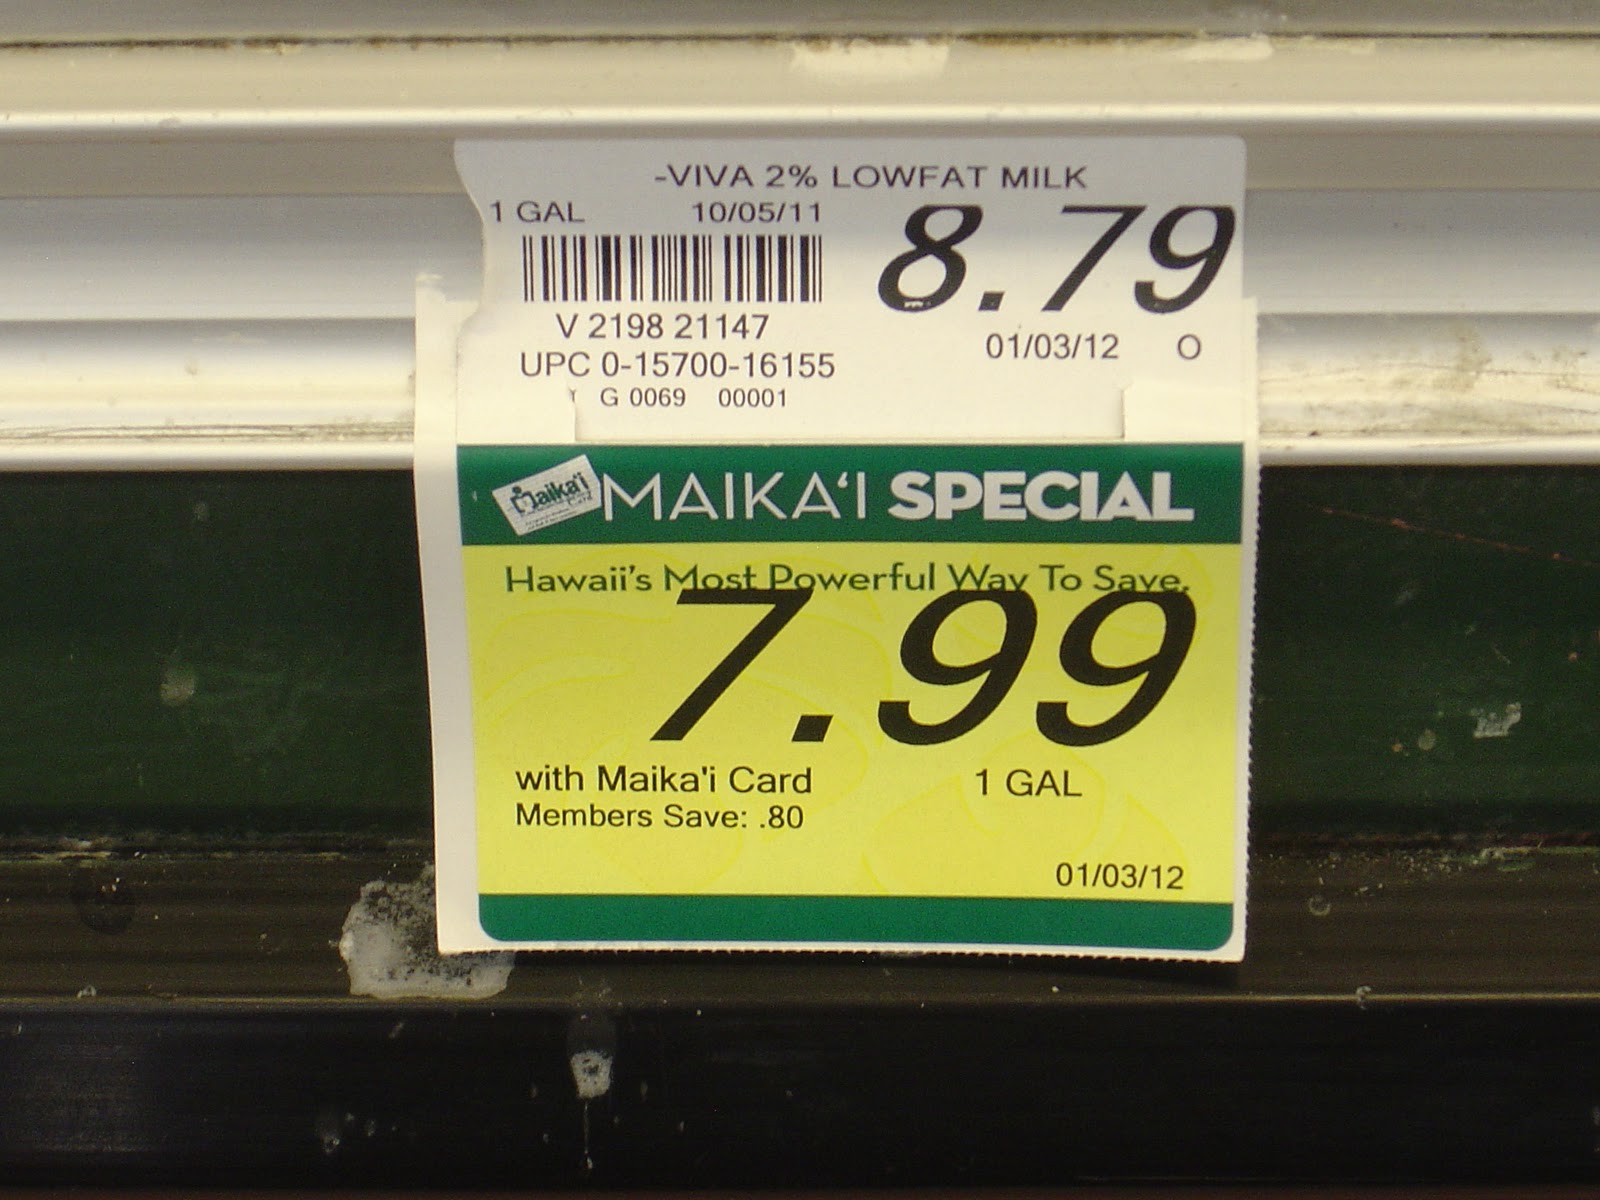 -VIVA 2% LOWFAT MILK
1 GAL 10/05/11
8.79
V 2198 21147
UPC 0-15700-16155
01/03/12 O
G 0069 00001
Maika'i Card
MAIKAʻI SPECIAL
Hawaii's Most Powerful Way To Save.
7.99
with Maika'i Card 1 GAL
Members Save: .80
01/03/12